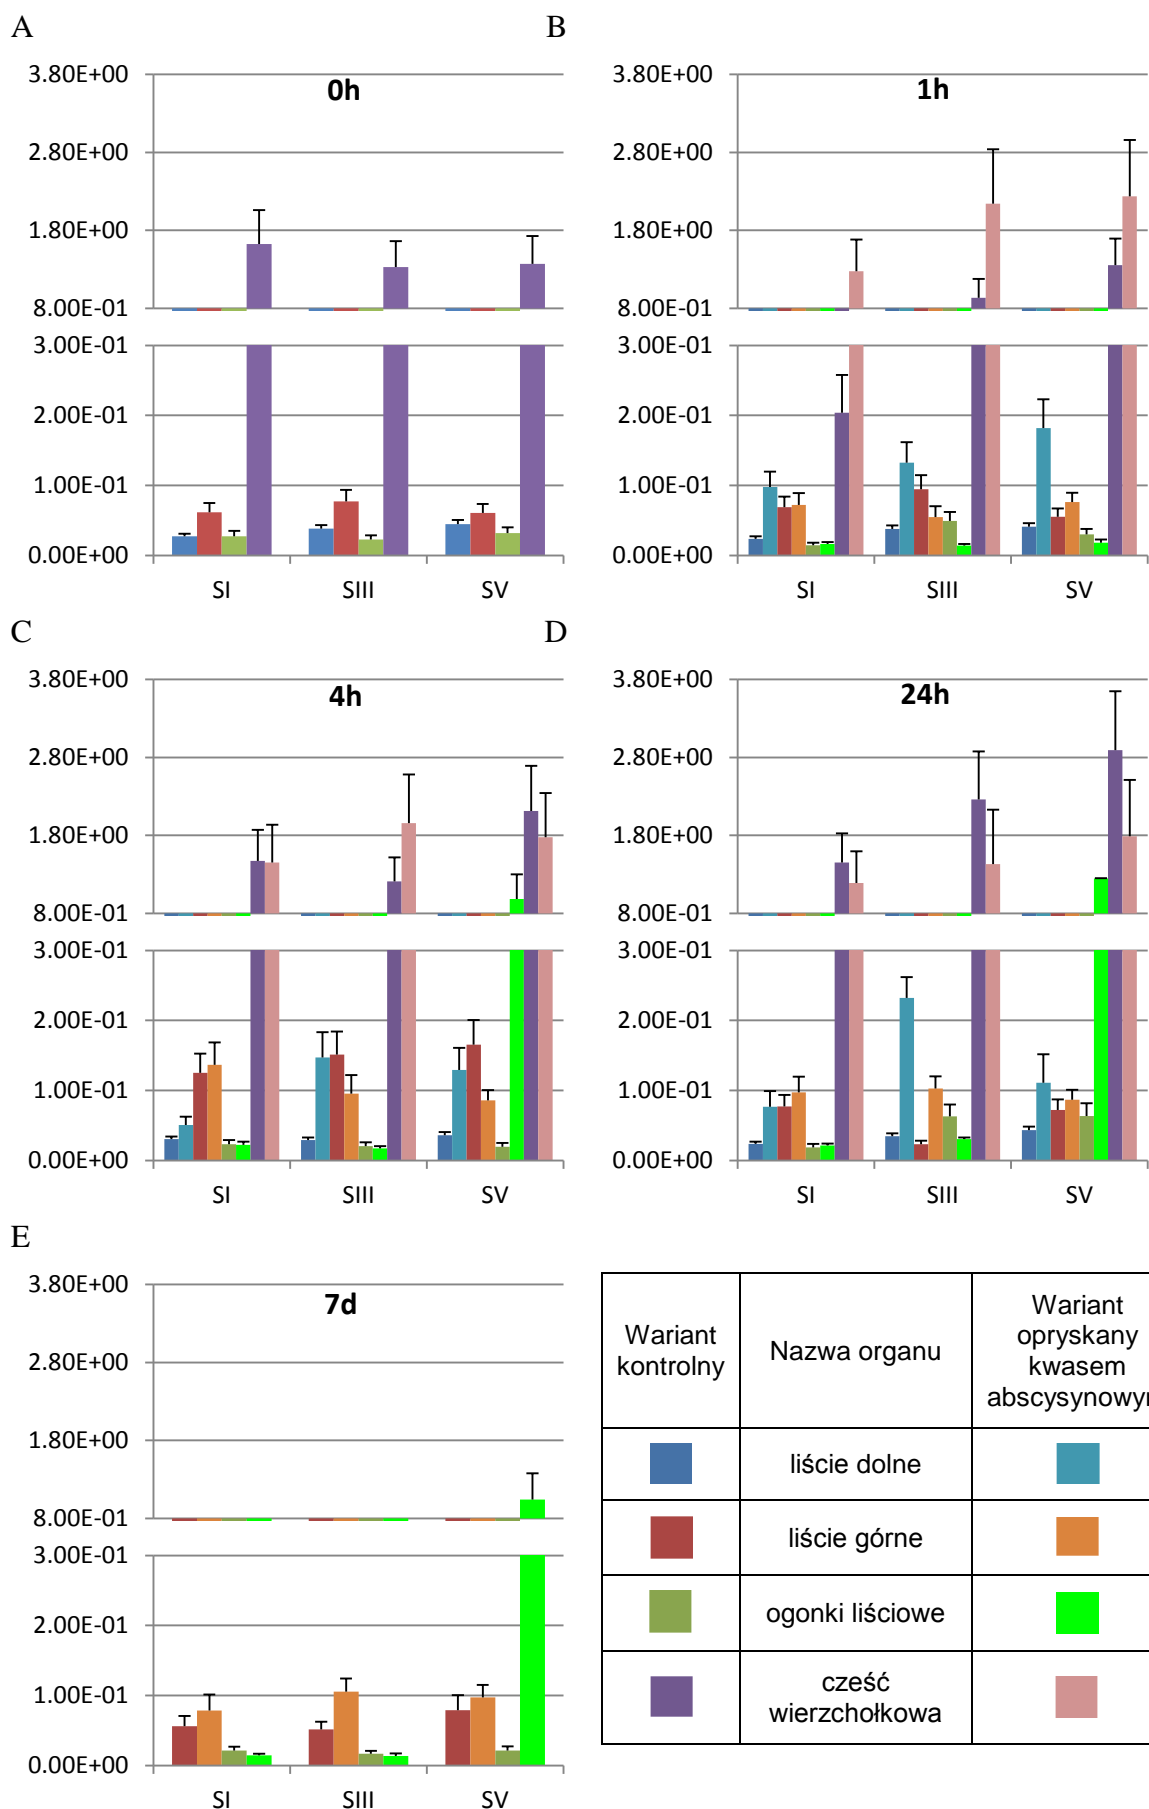 A
B
3.80E+00
0h
2.80E+00
1.80E+00
8.00E-01
3.00E-01
2.00E-01
1.00E-01
0.00E+00
SI SIII SV
3.80E+00
1h
2.80E+00
1.80E+00
8.00E-01
3.00E-01
2.00E-01
1.00E-01
0.00E+00
SI SIII SV
C
D
3.80E+00
4h
2.80E+00
1.80E+00
8.00E-01
3.00E-01
2.00E-01
1.00E-01
0.00E+00
SI SIII SV
3.80E+00
24h
2.80E+00
1.80E+00
8.00E-01
3.00E-01
2.00E-01
1.00E-01
0.00E+00
SI SIII SV
E
3.80E+00
7d
2.80E+00
1.80E+00
8.00E-01
3.00E-01
2.00E-01
1.00E-01
0.00E+00
SI SIII SV
Wariant
kontrolny
Nazwa organu
Wariant
opryskany
kwasem
abscysynowy
liście dolne
liście górne
ogonki liściowe
cześć
wierzchołkowa